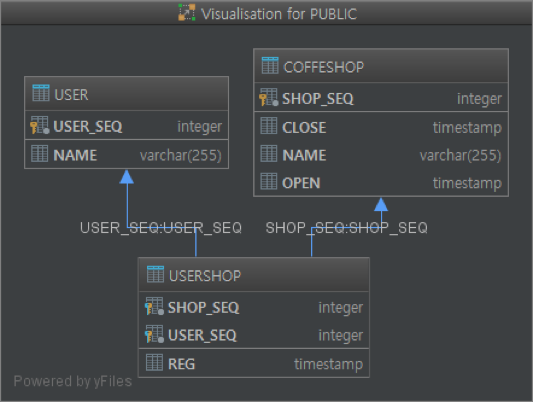 Visualisation for PUBLIC
USER
USER_SEQ integer
NAME varchar(255)
COFFESHOP
SHOP_SEQ integer
CLOSE timestamp
NAME varchar(255)
OPEN timestamp
USER_SEQ:USER_SEQ
SHOP_SEQ:SHOP_SEQ
USERSHOP
SHOP_SEQ integer
USER_SEQ integer
REG timestamp
Powered by yFiles